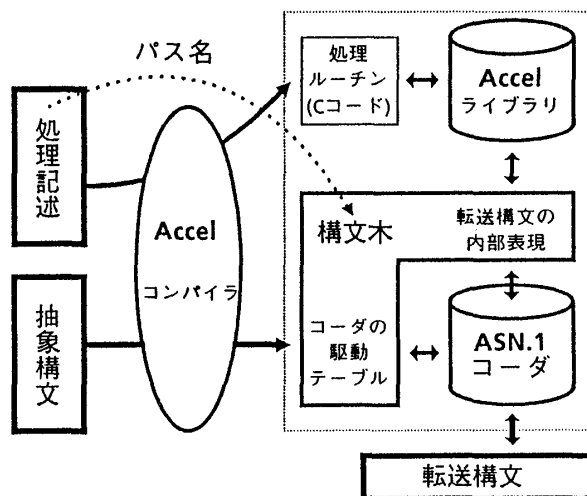 パス名
処理記述
抽象構文
Accel
コンパイラ
処理
ルーチン
(Cコード)
Accel
ライブラリ
構文木
転送構文の
内部表現
コーダの
駆動
テーブル
ASN.1
コーダ
転送構文